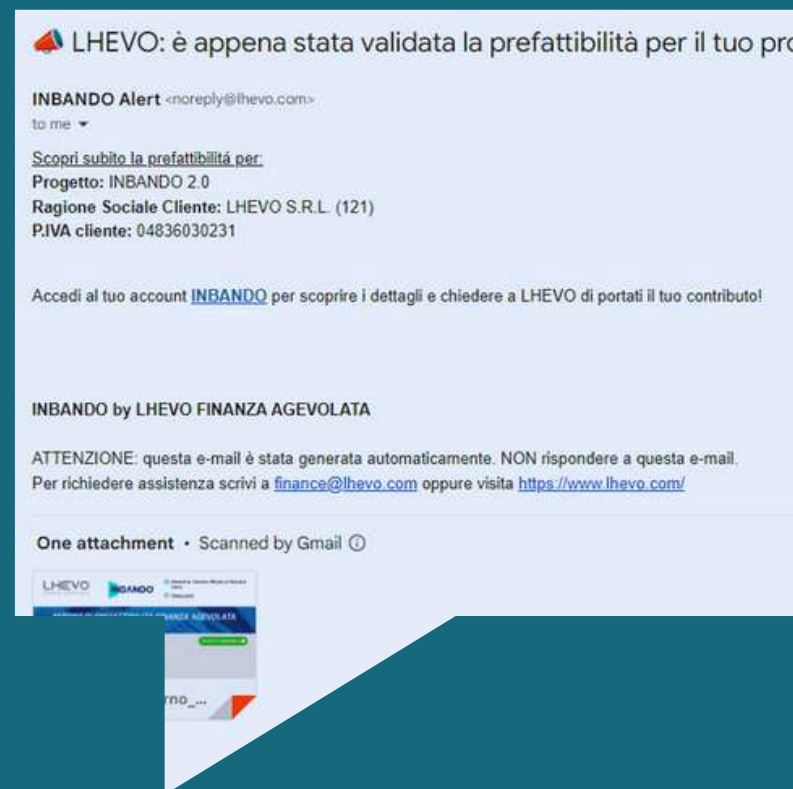 📣 LHEVO: è appena stata validata la prefattibilità per il tuo pro
INBANDO Alert <noreply@lhevo.com>
to me
Scopri subito la prefattibilitá per:
Progetto: INBANDO 2.0
Ragione Sociale Cliente: LHEVO S.R.L. (121)
P.IVA cliente: 04836030231
Accedi al tuo account INBANDO per scoprire i dettagli e chiedere a LHEVO di portati il tuo contributo!
INBANDO by LHEVO FINANZA AGEVOLATA
ATTENZIONE: questa e-mail è stata generata automaticamente. NON rispondere a questa e-mail.
Per richiedere assistenza scrivi a finance@lhevo.com oppure visita https://www.lhevo.com/
One attachment • Scanned by Gmail
LHEVO INBANDO
FINANZA AGEVOLATA
rno_...